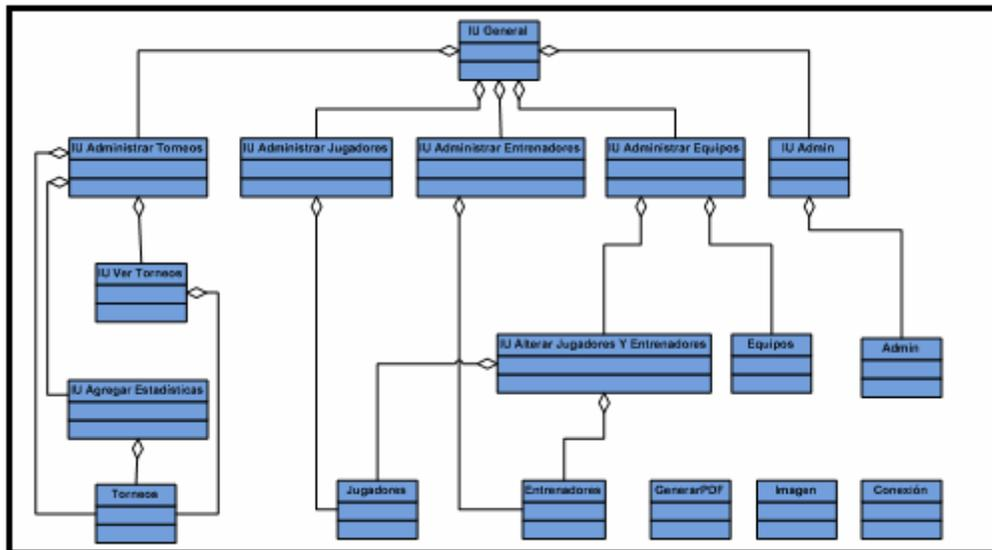 IU General
IU Administrar Torneos
IU Administrar Jugadores
IU Administrar Entrenadores
IU Administrar Equipos
IU Admin
IU Ver Torneos
IU Alterar Jugadores Y Entrenadores
Equipos
Admin
IU Agregar Estadísticas
Torneos
Jugadores
Entrenadores
GenerarPDF
Imagen
Conexión